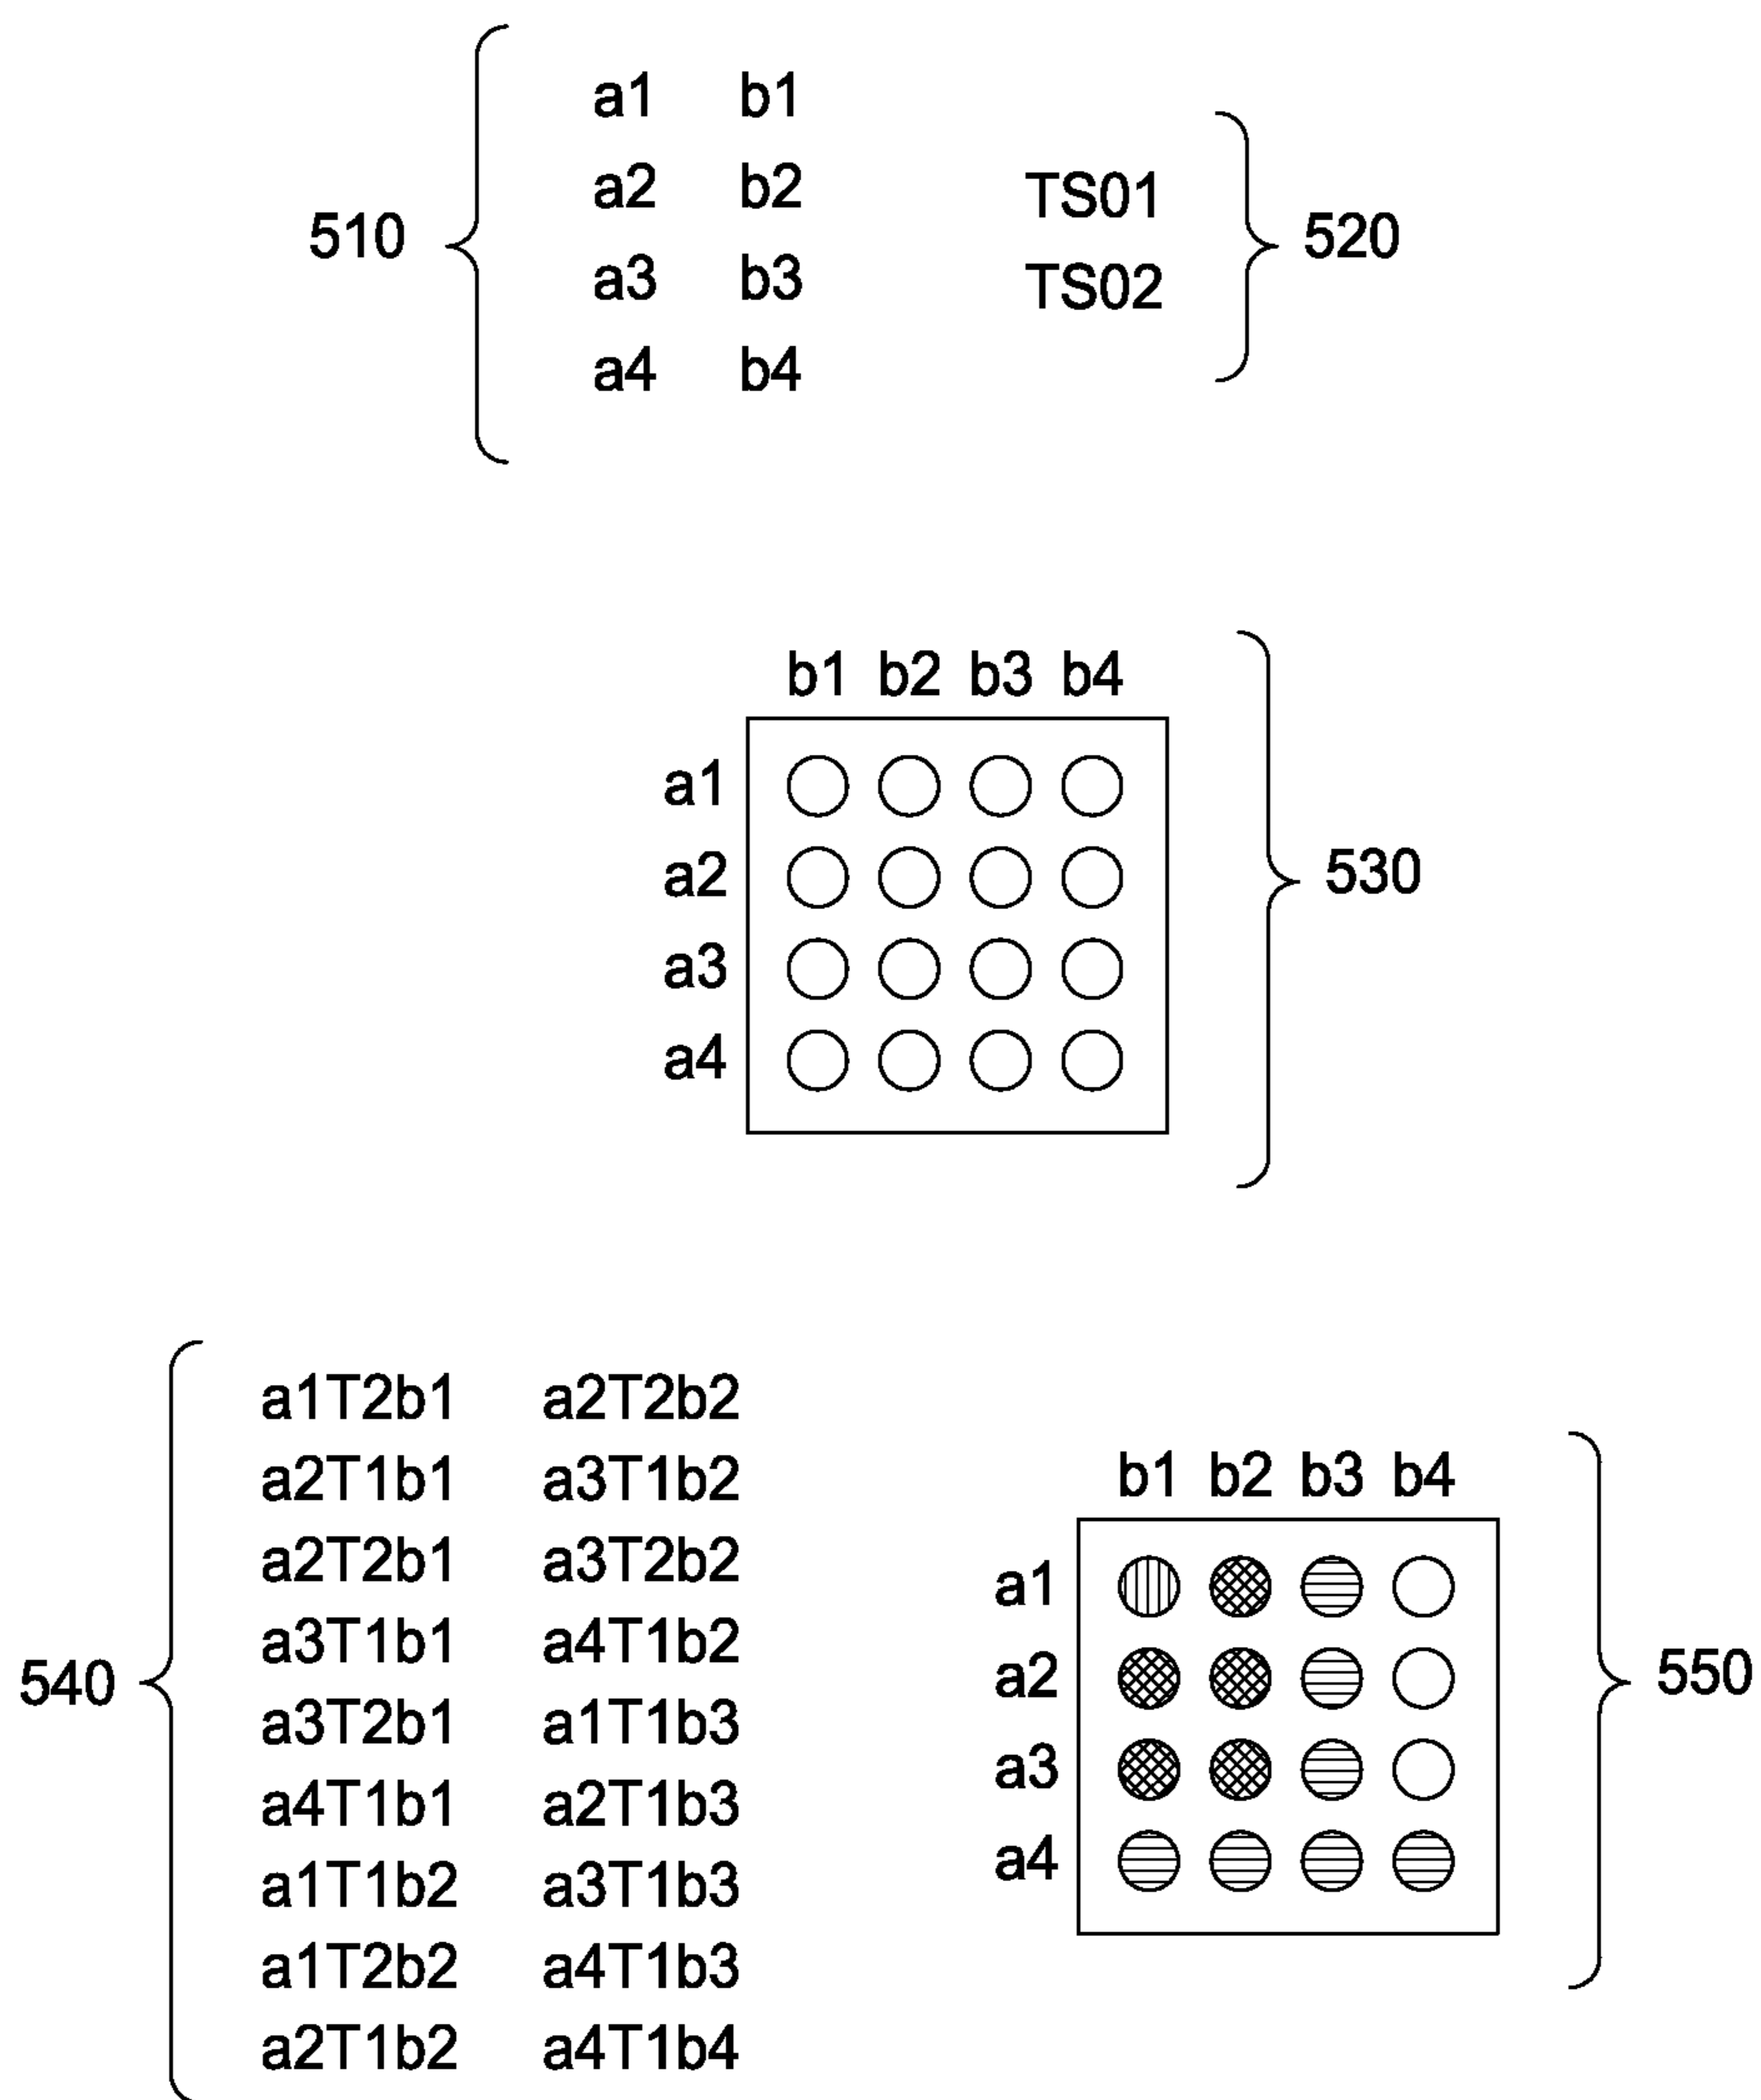 a1 b1
a2 b2
a3 b3
a4 b4
510
TS01
TS02
520
b1 b2 b3 b4
a1
a2
a3
a4
530
540
a1T2b1 a2T2b2
a2T1b1 a3T1b2
a2T2b1 a3T2b2
a3T1b1 a4T1b2
a3T2b1 a1T1b3
a4T1b1 a2T1b3
a1T1b2 a3T1b3
a1T2b2 a4T1b3
a2T1b2 a4T1b4
b1 b2 b3 b4
a1
a2
a3
a4
550